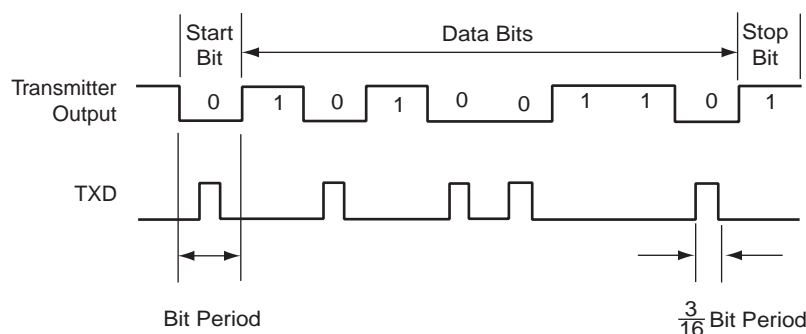 Start
Bit
Data Bits
Stop
Bit
Transmitter
Output
0 1 0 1 0 0 1 1 0 1
TXD
Bit Period
3/16 Bit Period